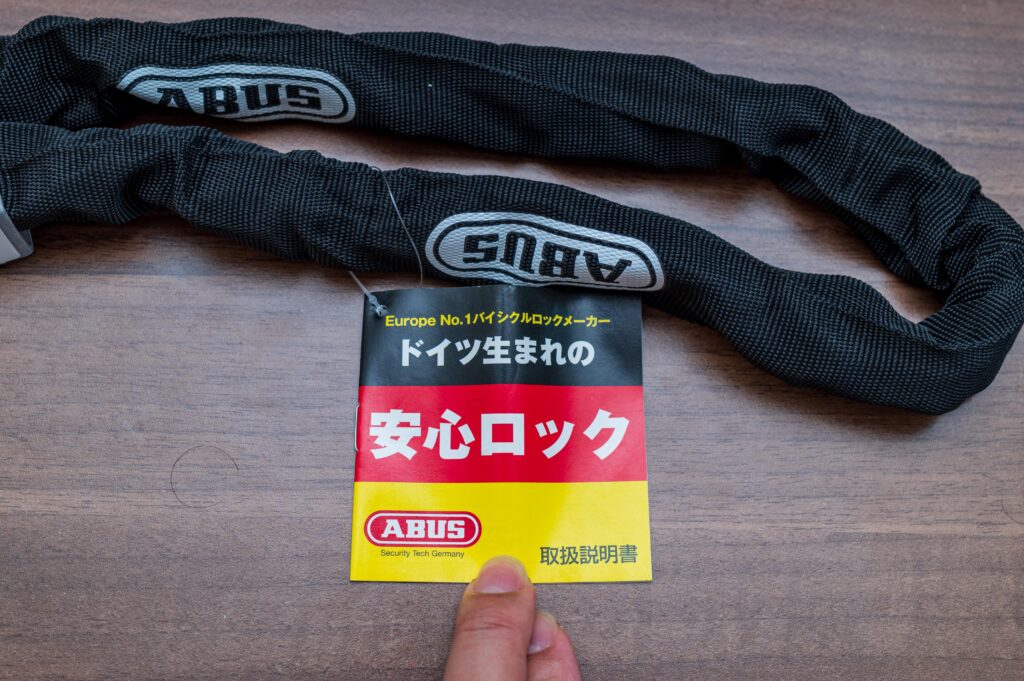 ABUS
ABUS
Europe No.1バイシクルロックメーカー
ドイツ生まれの
安心ロック
ABUS
Security Tech Germany
取扱説明書